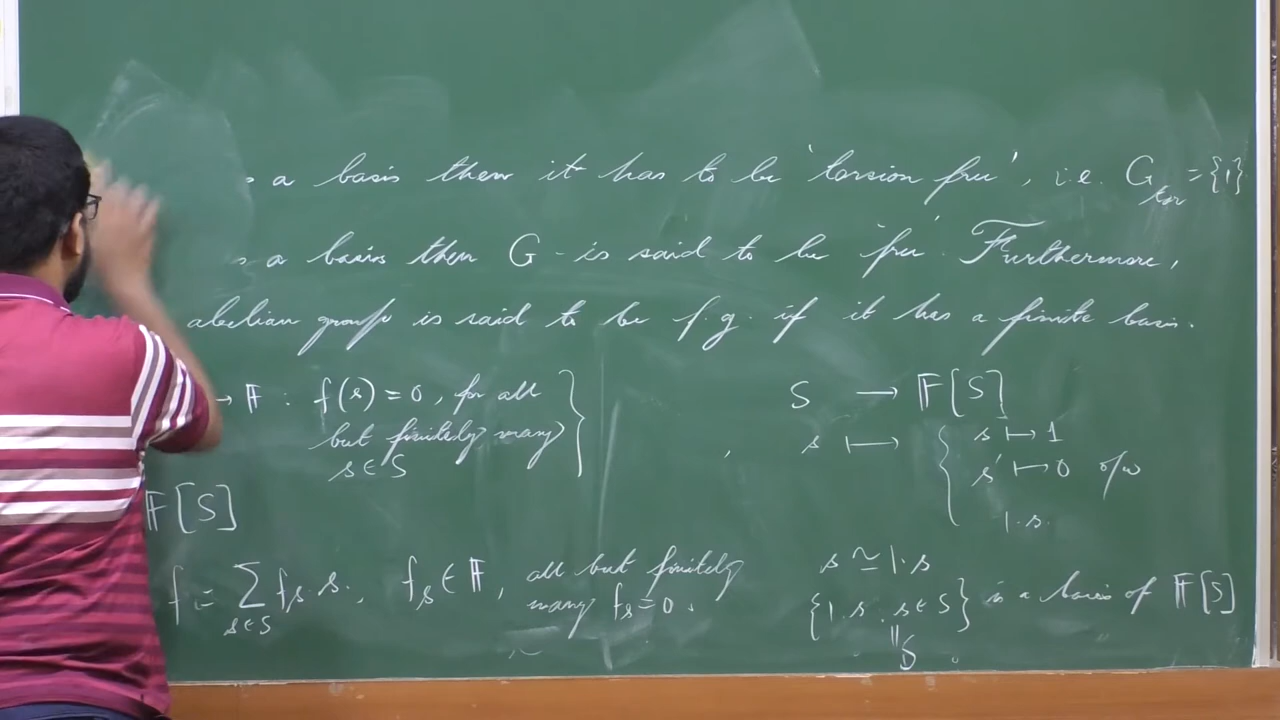 a basis then it has to be 'torsion free', i.e. G_tor = {1}
a basis then G is said to be 'free'. Furthermore,
abelian group is said to be f.g. if it has a finite basis.
→ 𝔽 : f(s) = 0, for all
but finitely many
s ∈ S }
𝔽[S]
f = ∑_{s∈S} f_s s, f_s ∈ 𝔽, all but finitely
many f_s = 0.
S → 𝔽[S]
s ↦ { s ↦ 1
s' ↦ 0 o/w
1.s.
s ≃ 1.s
{1.s, s∈S} is a basis of 𝔽[S]
||
S